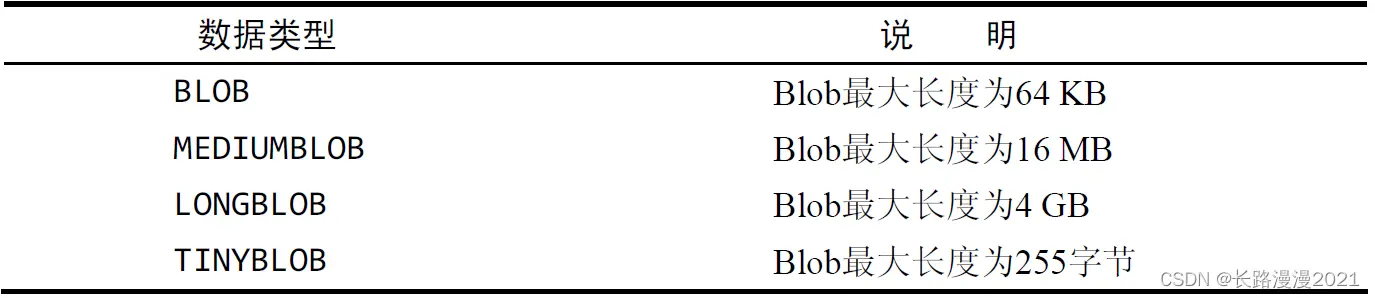 数据类型 说 明
BLOB Blob最大长度为64 KB
MEDIUMBLOB Blob最大长度为16 MB
LONGBLOB Blob最大长度为4 GB
TINYBLOB Blob最大长度为255字节
CSDN @长路漫漫2021